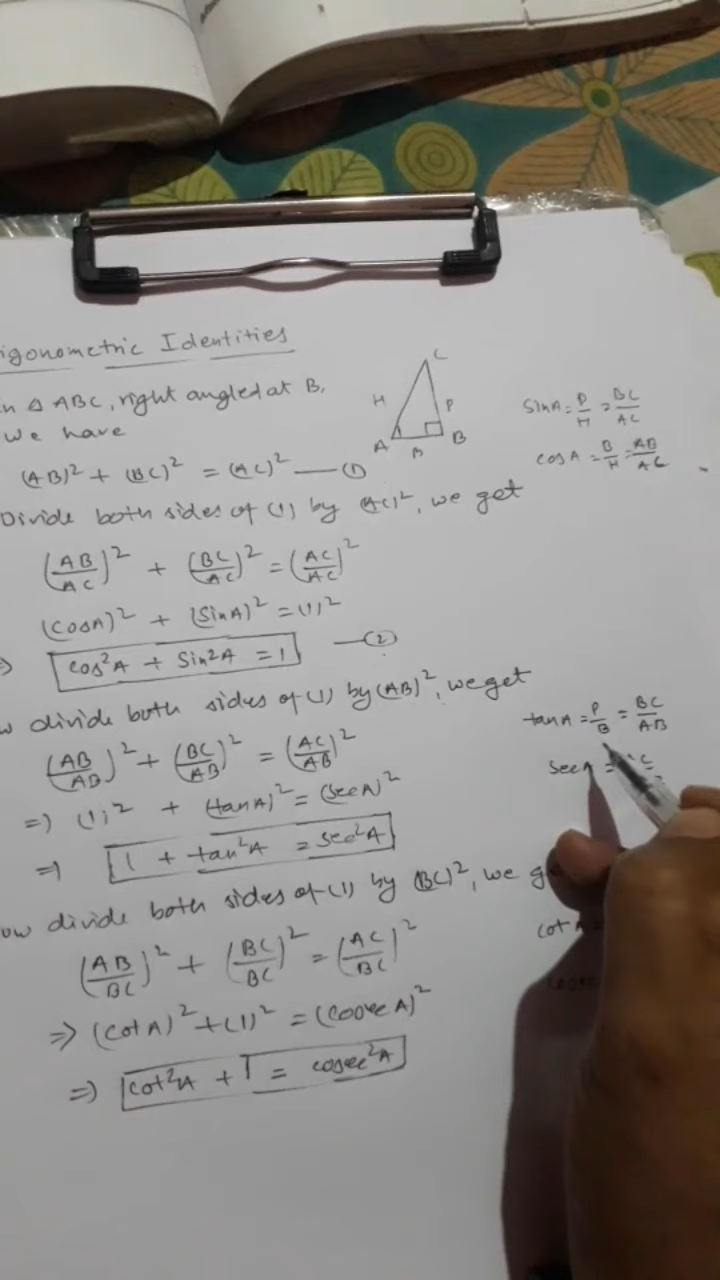 igonometric Identities
in Δ ABC, right angled at B,
we have
C
H
P
A
B
B
sinA = P/H = BC/AC
cosA = B/H = AB/AC
(AB)² + (BC)² = (AC)² — (1)
Divide both sides of (1) by (AC)², we get
(AB/AC)² + (BC/AC)² = (AC/AC)²
(cosA)² + (sinA)² = (1)²
⇒ cos²A + sin²A = 1 — (2)
w divide both sides of (1) by (AB)², we get
tanA = P/B = BC/AB
secA =
(AB/AB)² + (BC/AB)² = (AC/AB)²
⇒ (1)² + (tanA)² = (secA)²
⇒ 1 + tan²A = sec²A
ow divide both sides of (1) by (BC)², we g
cot A =
(AB/BC)² + (BC/BC)² = (AC/BC)²
⇒ (cotA)² + (1)² = (cosec A)²
⇒ cot²A + 1 = cosec²A